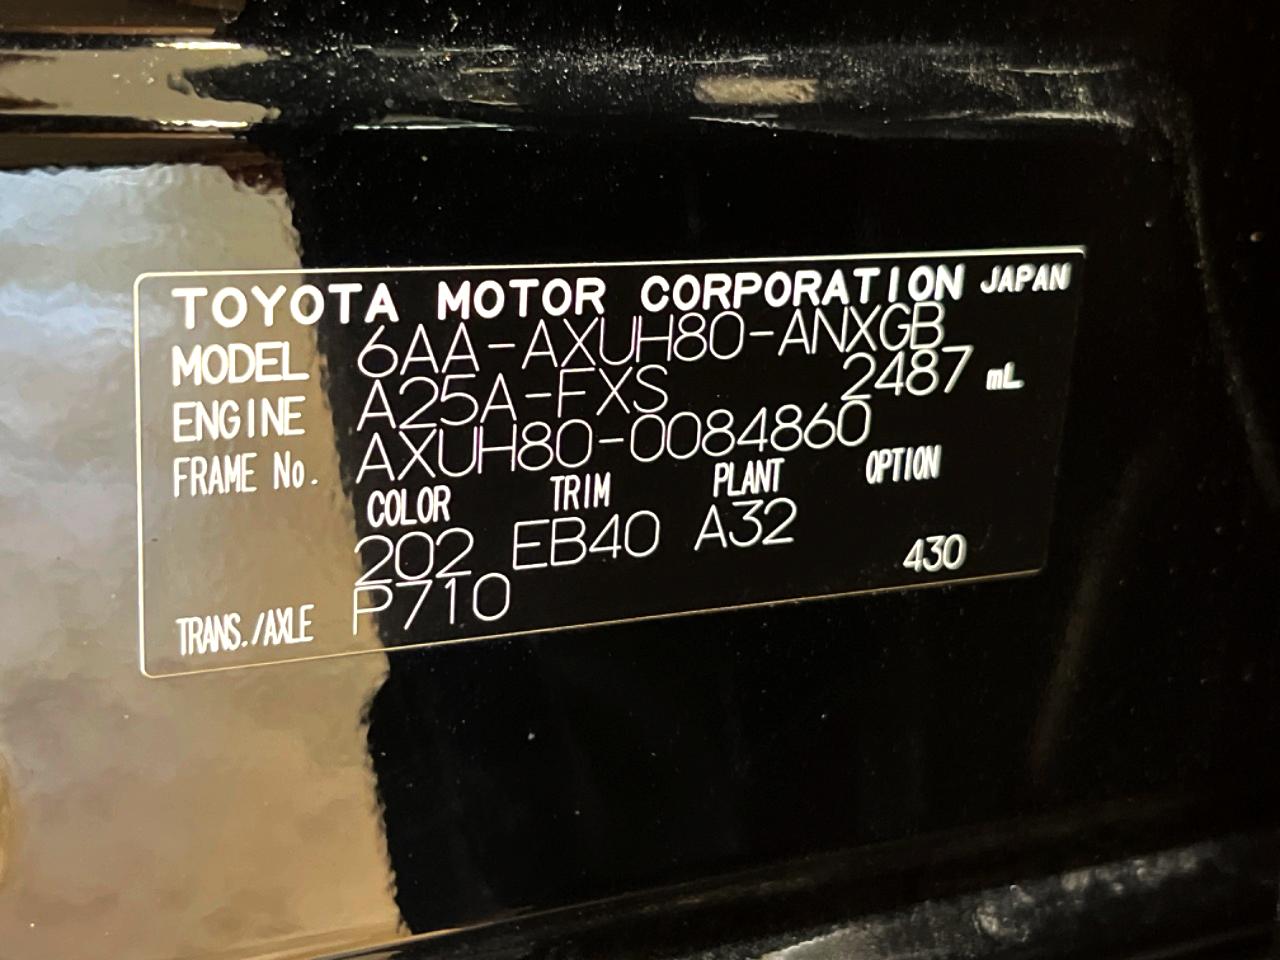 TOYOTA MOTOR CORPORATION JAPAN
MODEL 6AA-AXUH80-ANXGB
ENGINE A25A-FXS 2487 mL
FRAME No. AXUH80-0084860
COLOR TRIM PLANT OPTION
202 EB40 A32 430
TRANS./AXLE P710